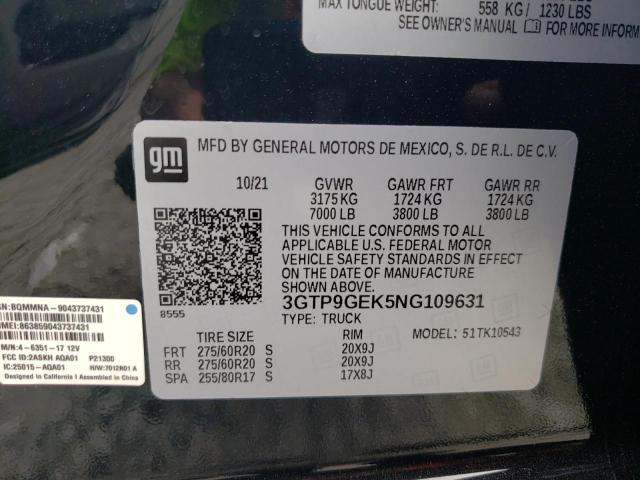 MAX TONGUE WEIGHT: 558 KG / 1230 LBS
SEE OWNER'S MANUAL FOR MORE INFORM
gm
MFD BY GENERAL MOTORS DE MEXICO, S. DE R.L. DE C.V.
10/21 GVWR GAWR FRT GAWR RR
3175 KG 1724 KG 1724 KG
7000 LB 3800 LB 3800 LB
THIS VEHICLE CONFORMS TO ALL
APPLICABLE U.S. FEDERAL MOTOR
VEHICLE SAFETY STANDARDS IN EFFECT
ON THE DATE OF MANUFACTURE
SHOWN ABOVE.
3GTP9GEK5NG109631
8555
TYPE: TRUCK MODEL: 51TK10543
TIRE SIZE RIM
FRT 275/60R20 S 20X9J
RR 275/60R20 S 20X9J
SPA 255/80R17 S 17X8J
SN:BQMMNA-9043737431
IMEI:863859043737431
M/N:4-6351-17 12V
FCC ID:2ASKH AQA01 P21300
IC:25015-AQA01 H/W:7012R01 A
Designed in California I Assembled in China